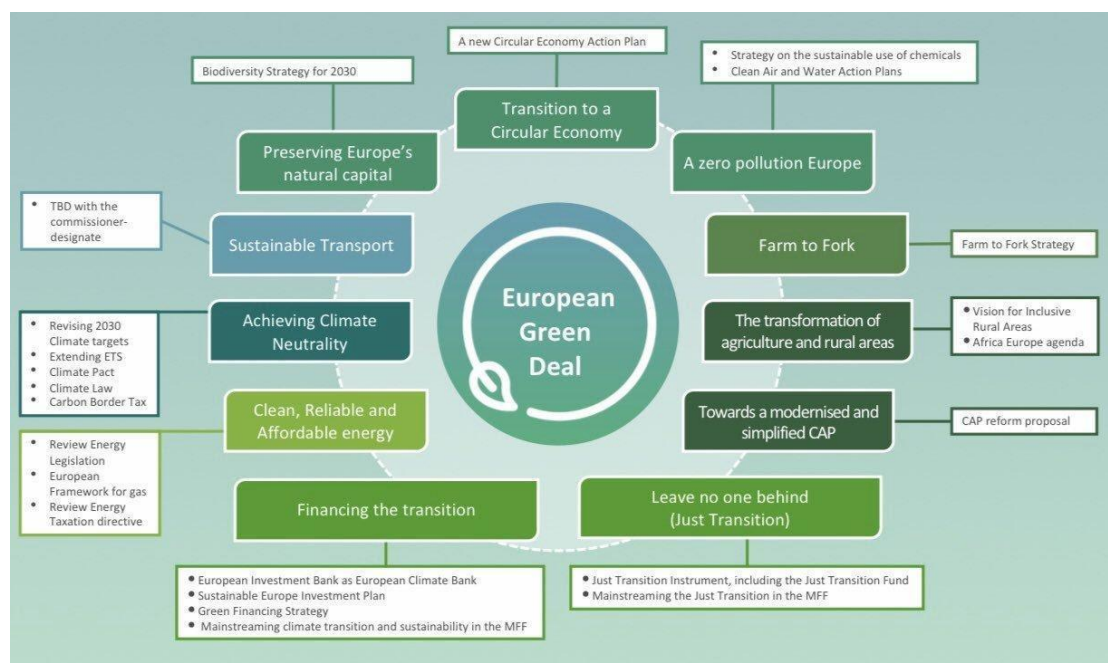 A new Circular Economy Action Plan
Biodiversity Strategy for 2030
• Strategy on the sustainable use of chemicals
• Clean Air and Water Action Plans
Transition to a
Circular Economy
Preserving Europe's
natural capital
A zero pollution Europe
• TBD with the
commissioner-
designate
Sustainable Transport
Farm to Fork
Farm to Fork Strategy
European
Green
Deal
• Revising 2030
Climate targets
• Extending ETS
• Climate Pact
• Climate Law
• Carbon Border Tax
Achieving Climate
Neutrality
The transformation of
agriculture and rural areas
• Vision for Inclusive
Rural Areas
• Africa Europe agenda
Clean, Reliable and
Affordable energy
Towards a modernised and
simplified CAP
CAP reform proposal
• Review Energy
Legislation
• European
Framework for gas
• Review Energy
Taxation directive
Financing the transition
Leave no one behind
(Just Transition)
• European Investment Bank as European Climate Bank
• Sustainable Europe Investment Plan
• Green Financing Strategy
• Mainstreaming climate transition and sustainability in the MFF
• Just Transition Instrument, including the Just Transition Fund
• Mainstreaming the Just Transition in the MFF